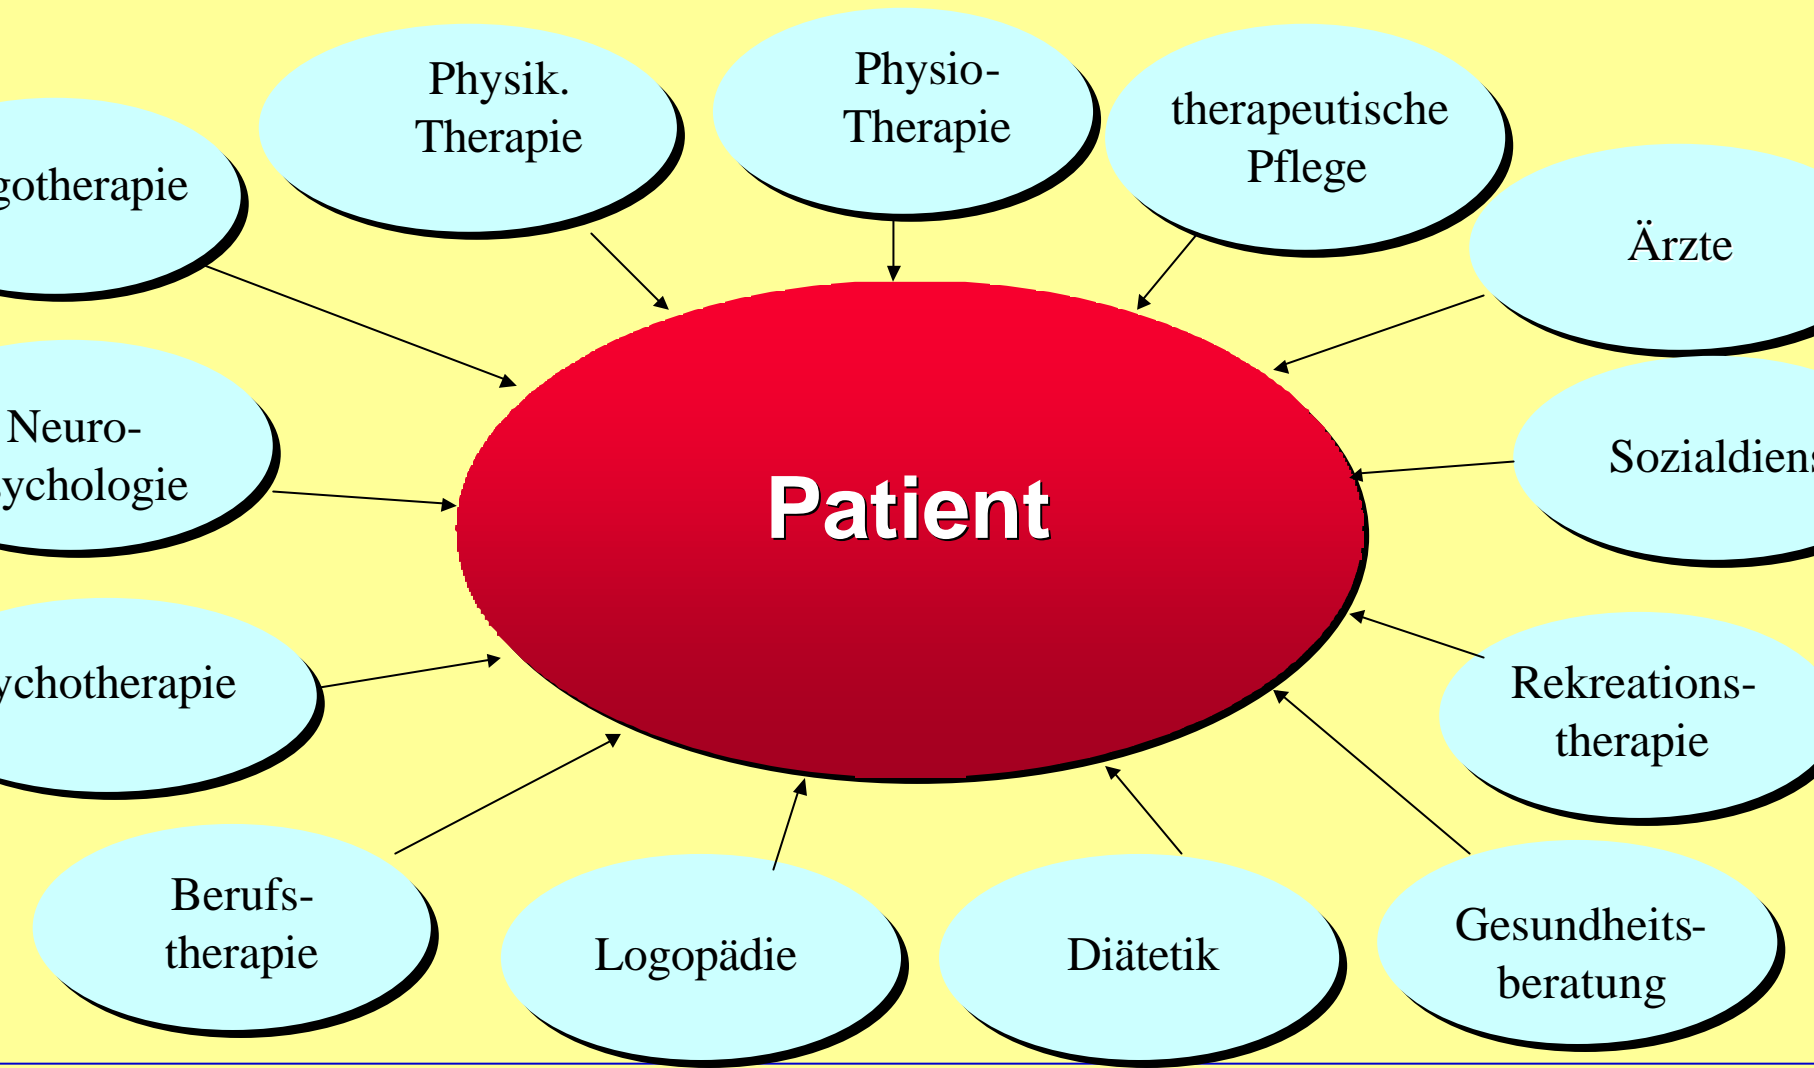 Physik.
Therapie
Physio-
Therapie
therapeutische
Pflege
gotherapie
Ärzte
Neuro-
ychologie
Sozialdiens
Patient
ychotherapie
Rekreations-
therapie
Berufs-
therapie
Logopädie
Diätetik
Gesundheits-
beratung